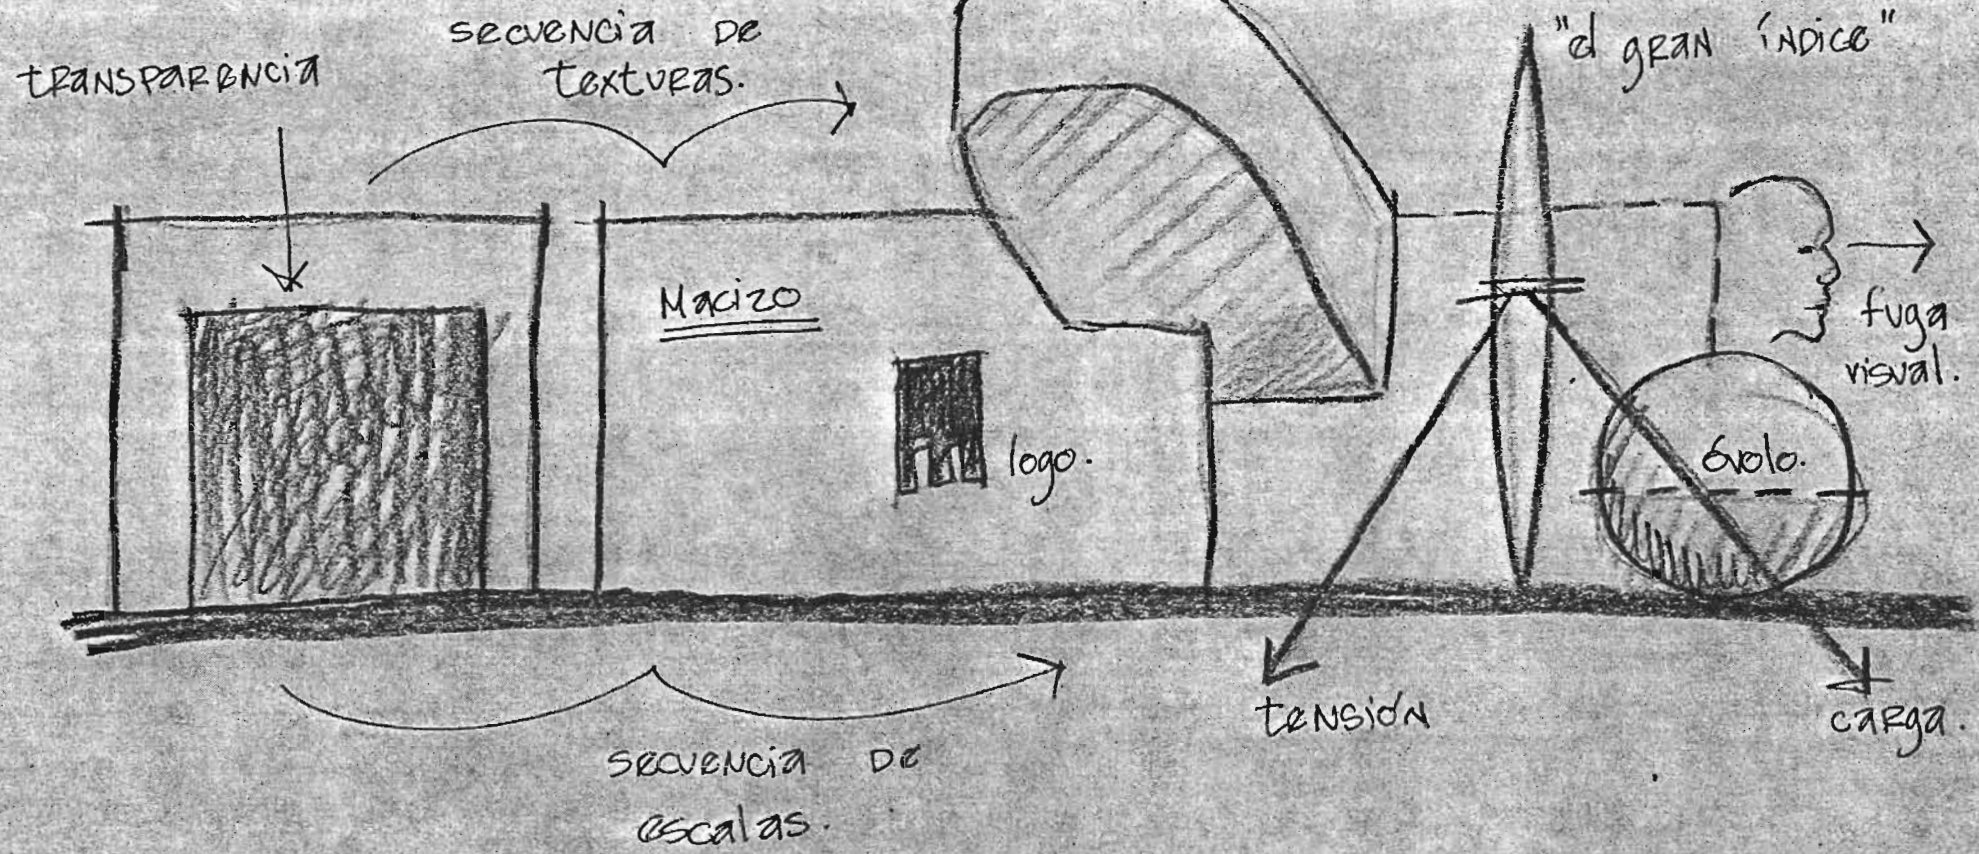 transparencia
secuencia de
texturas.
"el gran índice"
Macizo
logo.
fuga
visual.
óvolo.
tensión
carga.
secuencia de
escalas.